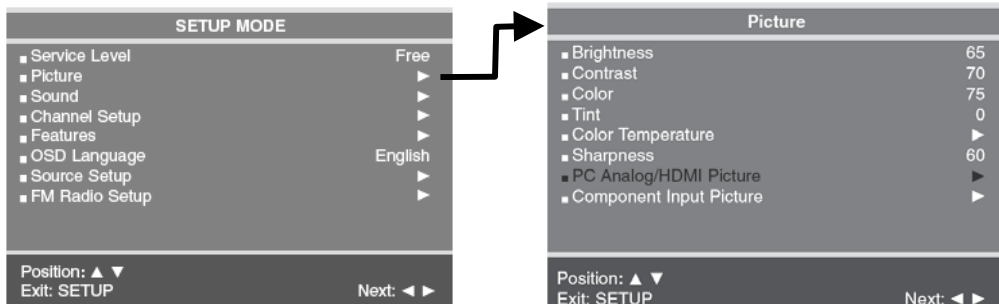 SETUP MODE
■ Service Level Free
■ Picture ►
■ Sound ►
■ Channel Setup ►
■ Features ►
■ OSD Language English
■ Source Setup ►
■ FM Radio Setup ►
Position: ▲ ▼
Exit: SETUP Next: ◄ ►
Picture
■ Brightness 65
■ Contrast 70
■ Color 75
■ Tint 0
■ Color Temperature ►
■ Sharpness 60
■ PC Analog/HDMI Picture ►
■ Component Input Picture ►
Position: ▲ ▼
Exit: SETUP Next: ◄ ►